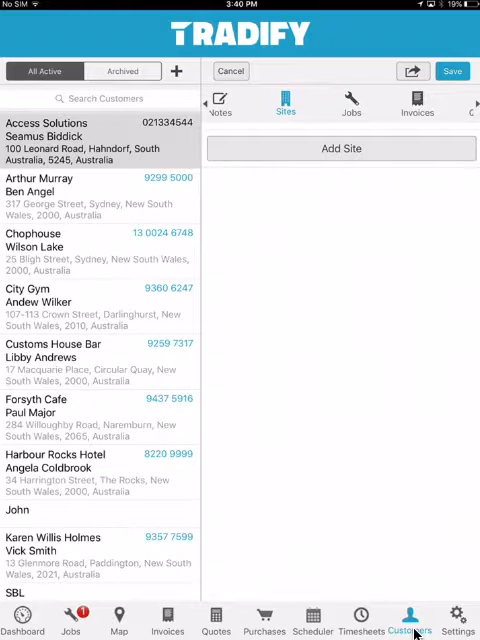 No SIM
3:40 PM
19%
TRADIFY
All Active
Archived
+
Cancel
Save
Search Customers
Notes
Sites
Jobs
Invoices
Access Solutions
021334544
Seamus Biddick
100 Leonard Road, Hahndorf, South
Australia, 5245, Australia
Add Site
Arthur Murray
9299 5000
Ben Angel
317 George Street, Sydney, New South
Wales, 2000, Australia
Chophouse
13 0024 6748
Wilson Lake
25 Bligh Street, Sydney, New South Wales,
2000, Australia
City Gym
9360 6247
Andew Wilker
107-113 Crown Street, Darlinghurst, New
South Wales, 2010, Australia
Customs House Bar
9259 7317
Libby Andrews
17 Macquarie Place, Circular Quay, New
South Wales, 2000, Australia
Forsyth Cafe
9437 5916
Paul Major
284 Willoughby Road, Naremburn, New
South Wales, 2065, Australia
Harbour Rocks Hotel
8220 9999
Angela Coldbrook
34 Harrington Street, The Rocks, New
South Wales, 2000, Australia
John
Karen Willis Holmes
9357 7599
Vick Smith
13 Glenmore Road, Paddington, New South
Wales, 2021, Australia
SBL
1
Dashboard
Jobs
Map
Invoices
Quotes
Purchases
Scheduler
Timesheets
Customers
Settings